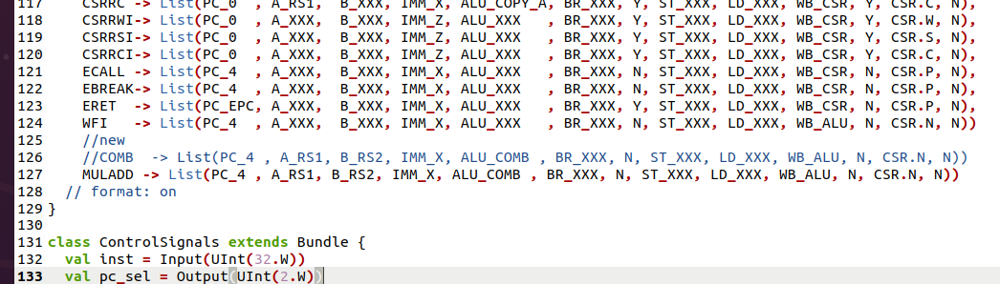 117 CSRRC -> List(PC_0 , A_RS1, B_XXX, IMM_X, ALU_COPY_A, BR_XXX, Y, ST_XXX, LD_XXX, WB_CSR, Y, CSR.C, N),
118 CSRRWI-> List(PC_0 , A_XXX, B_XXX, IMM_Z, ALU_XXX , BR_XXX, Y, ST_XXX, LD_XXX, WB_CSR, Y, CSR.W, N),
119 CSRRSI-> List(PC_0 , A_XXX, B_XXX, IMM_Z, ALU_XXX , BR_XXX, Y, ST_XXX, LD_XXX, WB_CSR, Y, CSR.S, N),
120 CSRRCI-> List(PC_0 , A_XXX, B_XXX, IMM_Z, ALU_XXX , BR_XXX, Y, ST_XXX, LD_XXX, WB_CSR, Y, CSR.C, N),
121 ECALL -> List(PC_4 , A_XXX, B_XXX, IMM_X, ALU_XXX , BR_XXX, N, ST_XXX, LD_XXX, WB_CSR, N, CSR.P, N),
122 EBREAK-> List(PC_4 , A_XXX, B_XXX, IMM_X, ALU_XXX , BR_XXX, N, ST_XXX, LD_XXX, WB_CSR, N, CSR.P, N),
123 ERET -> List(PC_EPC, A_XXX, B_XXX, IMM_X, ALU_XXX , BR_XXX, Y, ST_XXX, LD_XXX, WB_CSR, N, CSR.P, N),
124 WFI -> List(PC_4 , A_XXX, B_XXX, IMM_X, ALU_XXX , BR_XXX, N, ST_XXX, LD_XXX, WB_ALU, N, CSR.N, N))
125 //new
126 //COMB -> List(PC_4 , A_RS1, B_RS2, IMM_X, ALU_COMB , BR_XXX, N, ST_XXX, LD_XXX, WB_ALU, N, CSR.N, N))
127 MULADD -> List(PC_4 , A_RS1, B_RS2, IMM_X, ALU_COMB , BR_XXX, N, ST_XXX, LD_XXX, WB_ALU, N, CSR.N, N))
128 // format: on
129 }
130
131 class ControlSignals extends Bundle {
132 val inst = Input(UInt(32.W))
133 val pc_sel = Output(UInt(2.W))